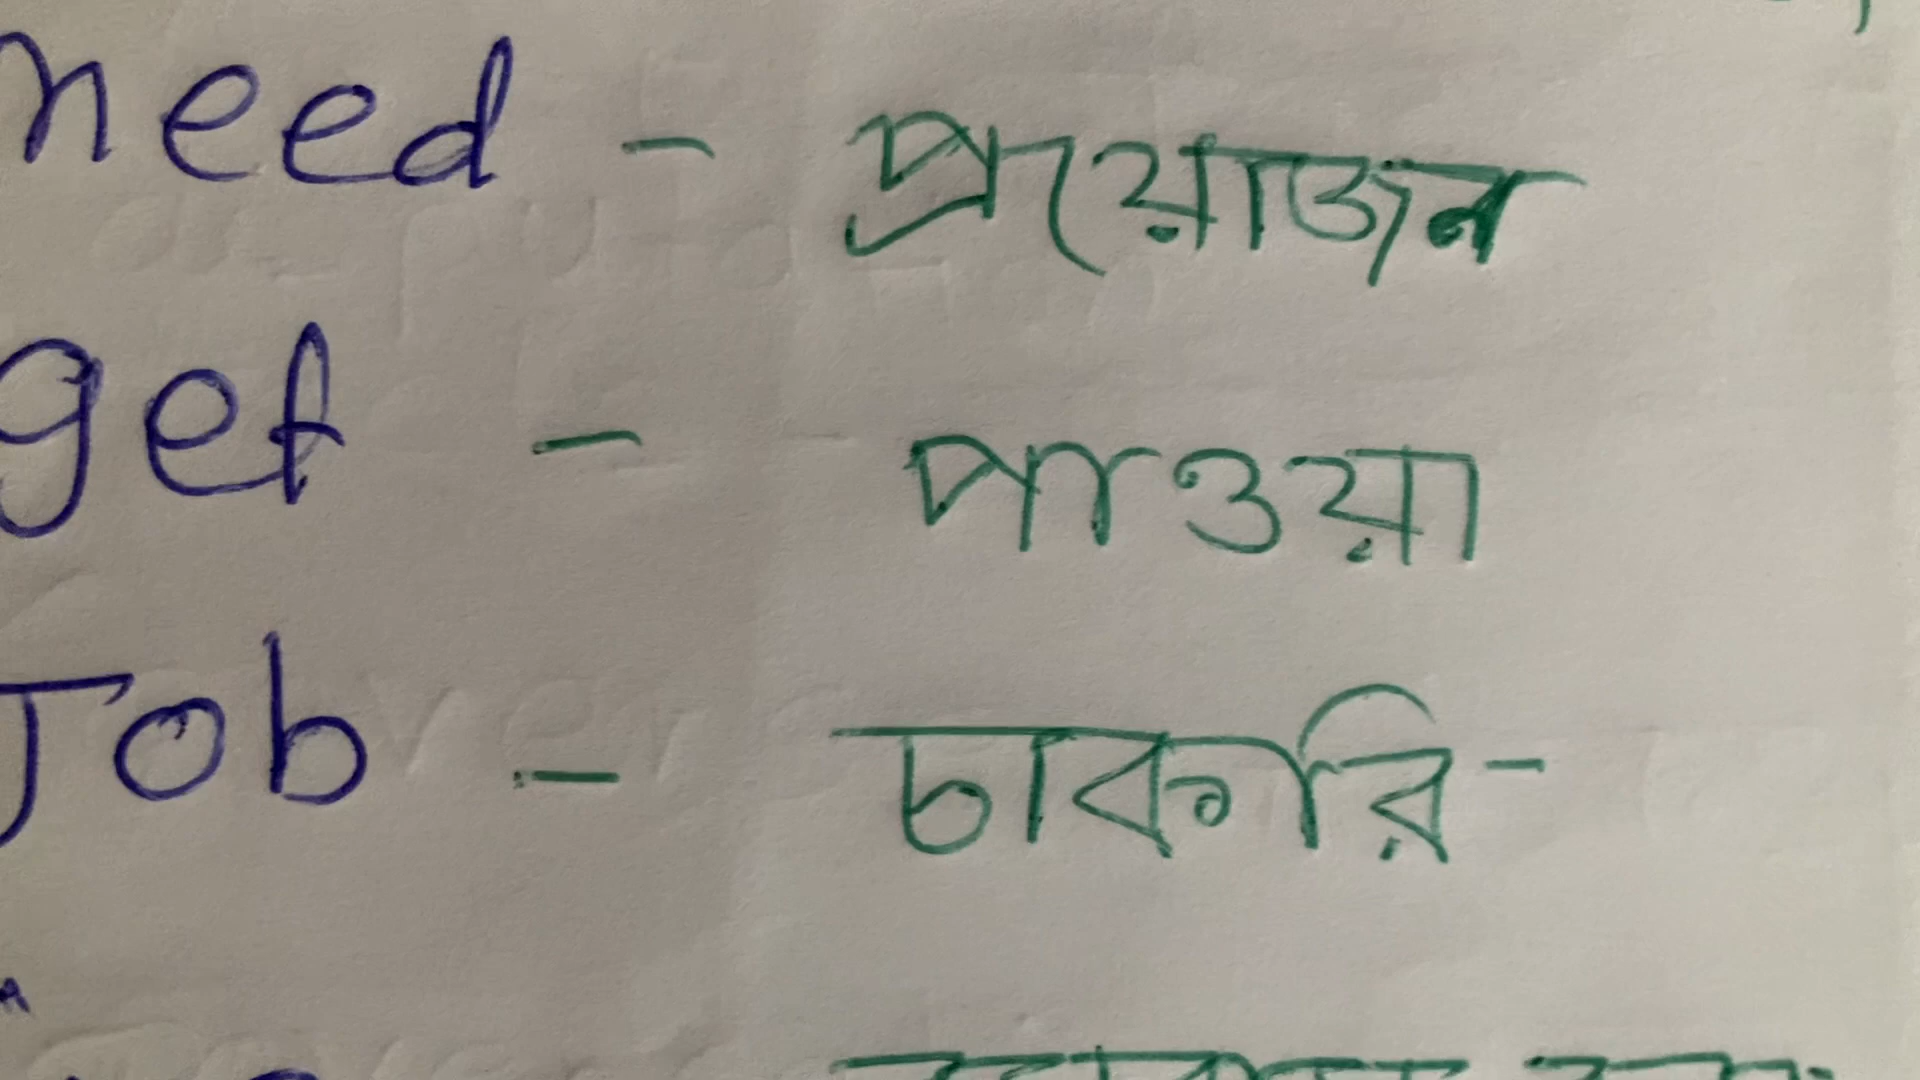 need - প্রয়োজন
get - পাওয়া
Job - চাকরি -